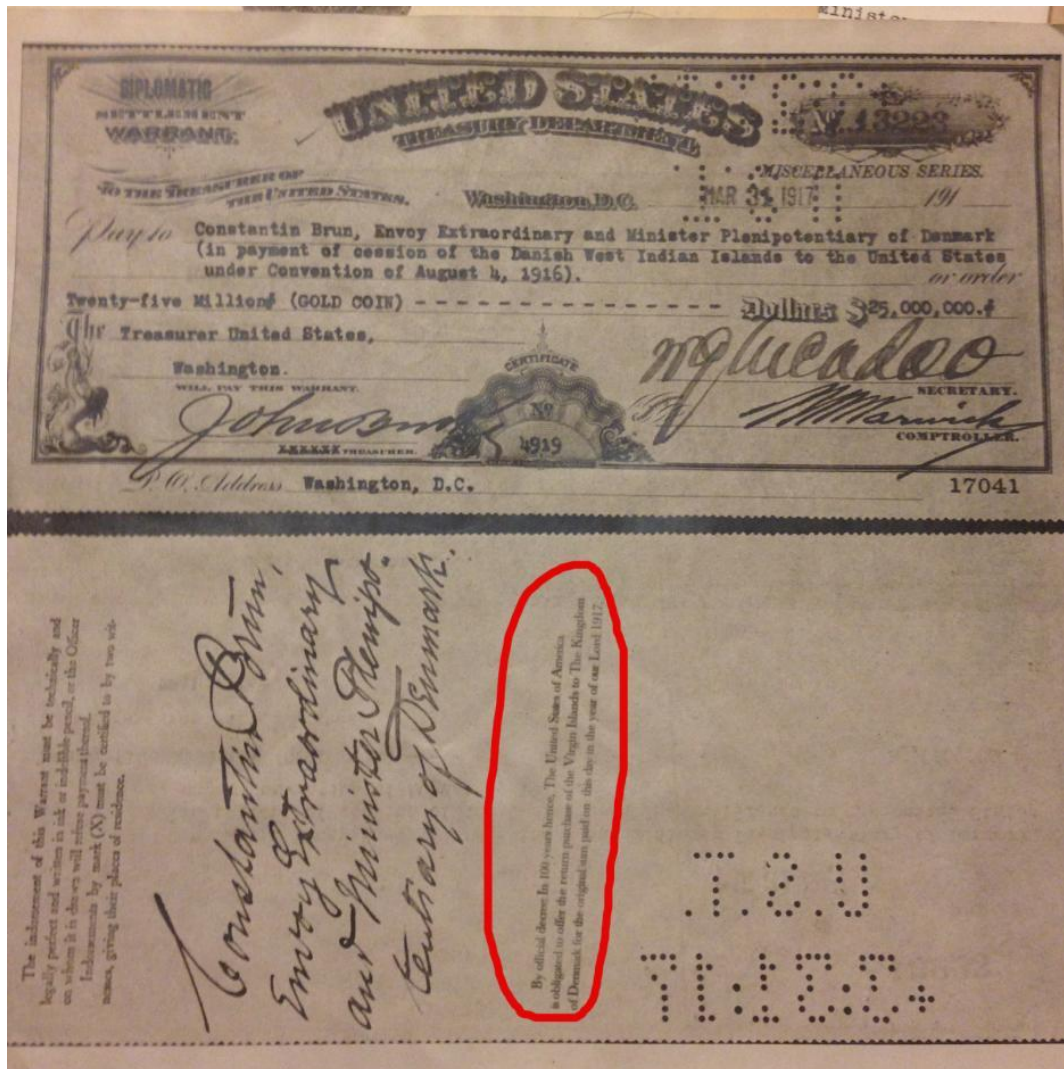 Ministe
DIPLOMATIC
SETTLEMENT
WARRANT.
UNITED STATES
TREASURY DEPARTMENT.
No. 13223
MISCELLANEOUS SERIES.
TO THE TREASURER OF
THE UNITED STATES.
Washington, D.C. MAR 31 1917 191
Pay to Constantin Brun, Envoy Extraordinary and Minister Plenipotentiary of Denmark
(in payment of cession of the Danish West Indian Islands to the United States
under Convention of August 4, 1916). or order
Twenty-five Million# (GOLD COIN) - - - - - - - - - - - - - - - - - Dollars $25,000,000.#
The Treasurer United States,
Washington.
WILL PAY THIS WARRANT.
CERTIFICATE
No
4919
W G McAdoo
SECRETARY.
John Burke
XXXXXX TREASURER.
W W Warwick
COMPTROLLER.
P. O. Address Washington, D.C.
17041
The indorsement of this Warrant must be technically and
legally perfect and written in ink or indelible pencil, or the Officer
on whom it is drawn will refuse payment thereof.
Indorsements by mark (X) must be certified to by two wit-
nesses, giving their places of residence.
Constantin Brun,
Envoy Extraordinary
and Minister Plenipo-
tentiary of Denmark.
By official decree: In 100 years hence, The United States of America
is obligated to offer the return purchase of the Virgin Islands to The Kingdom
of Denmark for the original sum paid on this day in the year of our Lord 1917.
U.S.T.
3.31.17